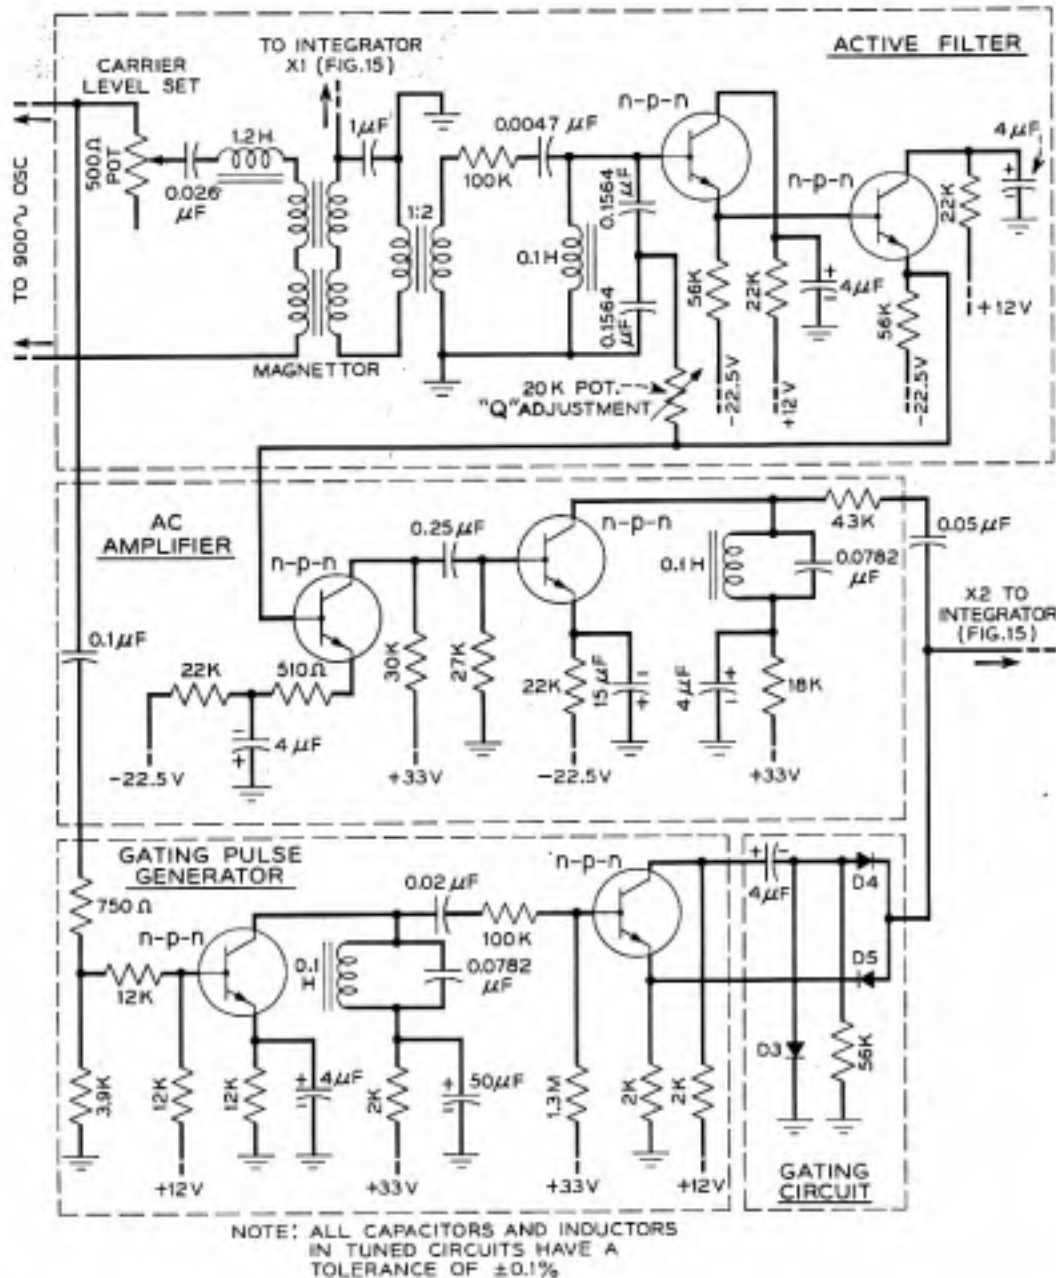 ACTIVE FILTER
TO INTEGRATOR
X1 (FIG.15)
CARRIER
LEVEL SET
TO 900~ OSC
500Ω
POT
0.026
μF
1.2H
1μF
1:2
MAGNETTOR
100K
0.0047 μF
0.1H
0.1564
μF
0.1564
μF
n-p-n
56K
22K
4μF
-22.5V
+12V
n-p-n
56K
-22.5V
22K
4μF
+12V
20K POT.
"Q" ADJUSTMENT
AC
AMPLIFIER
n-p-n
0.1μF
22K
510Ω
4μF
-22.5V
30K
+33V
0.25μF
27K
n-p-n
22K
15μF
-22.5V
0.1H
0.0782
μF
4μF
18K
+33V
43K
0.05μF
X2 TO
INTEGRATOR
(FIG.15)
GATING PULSE
GENERATOR
750Ω
3.9K
12K
12K
+12V
n-p-n
12K
4μF
0.1
H
0.0782
μF
2K
50μF
+33V
0.02μF
100K
1.3M
+33V
n-p-n
2K
2K
+12V
4μF
D4
D5
D3
56K
GATING
CIRCUIT
NOTE: ALL CAPACITORS AND INDUCTORS
IN TUNED CIRCUITS HAVE A
TOLERANCE OF ±0.1%